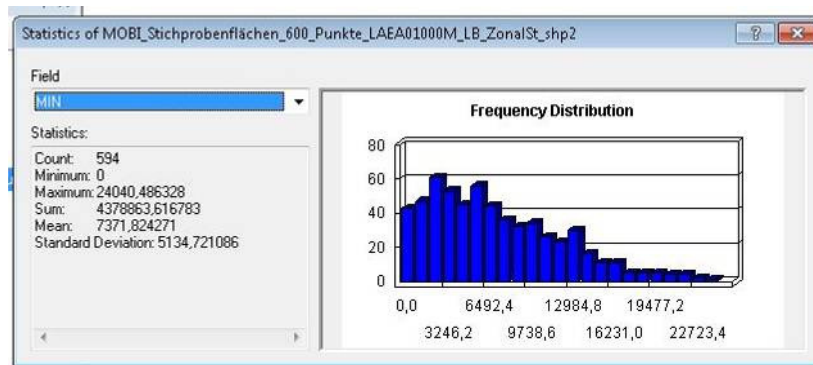 Statistics of MOBI_Stichprobenflächen_600_Punkte_LAEA01000M_LB_ZonalSt_shp2
Field
MIN
Statistics:
Count: 594
Minimum: 0
Maximum: 24040,486328
Sum: 4378863,616783
Mean: 7371,824271
Standard Deviation: 5134,721086
Frequency Distribution
80
60
40
20
0
0,0 6492,4 12984,8 19477,2
3246,2 9738,6 16231,0 22723,4